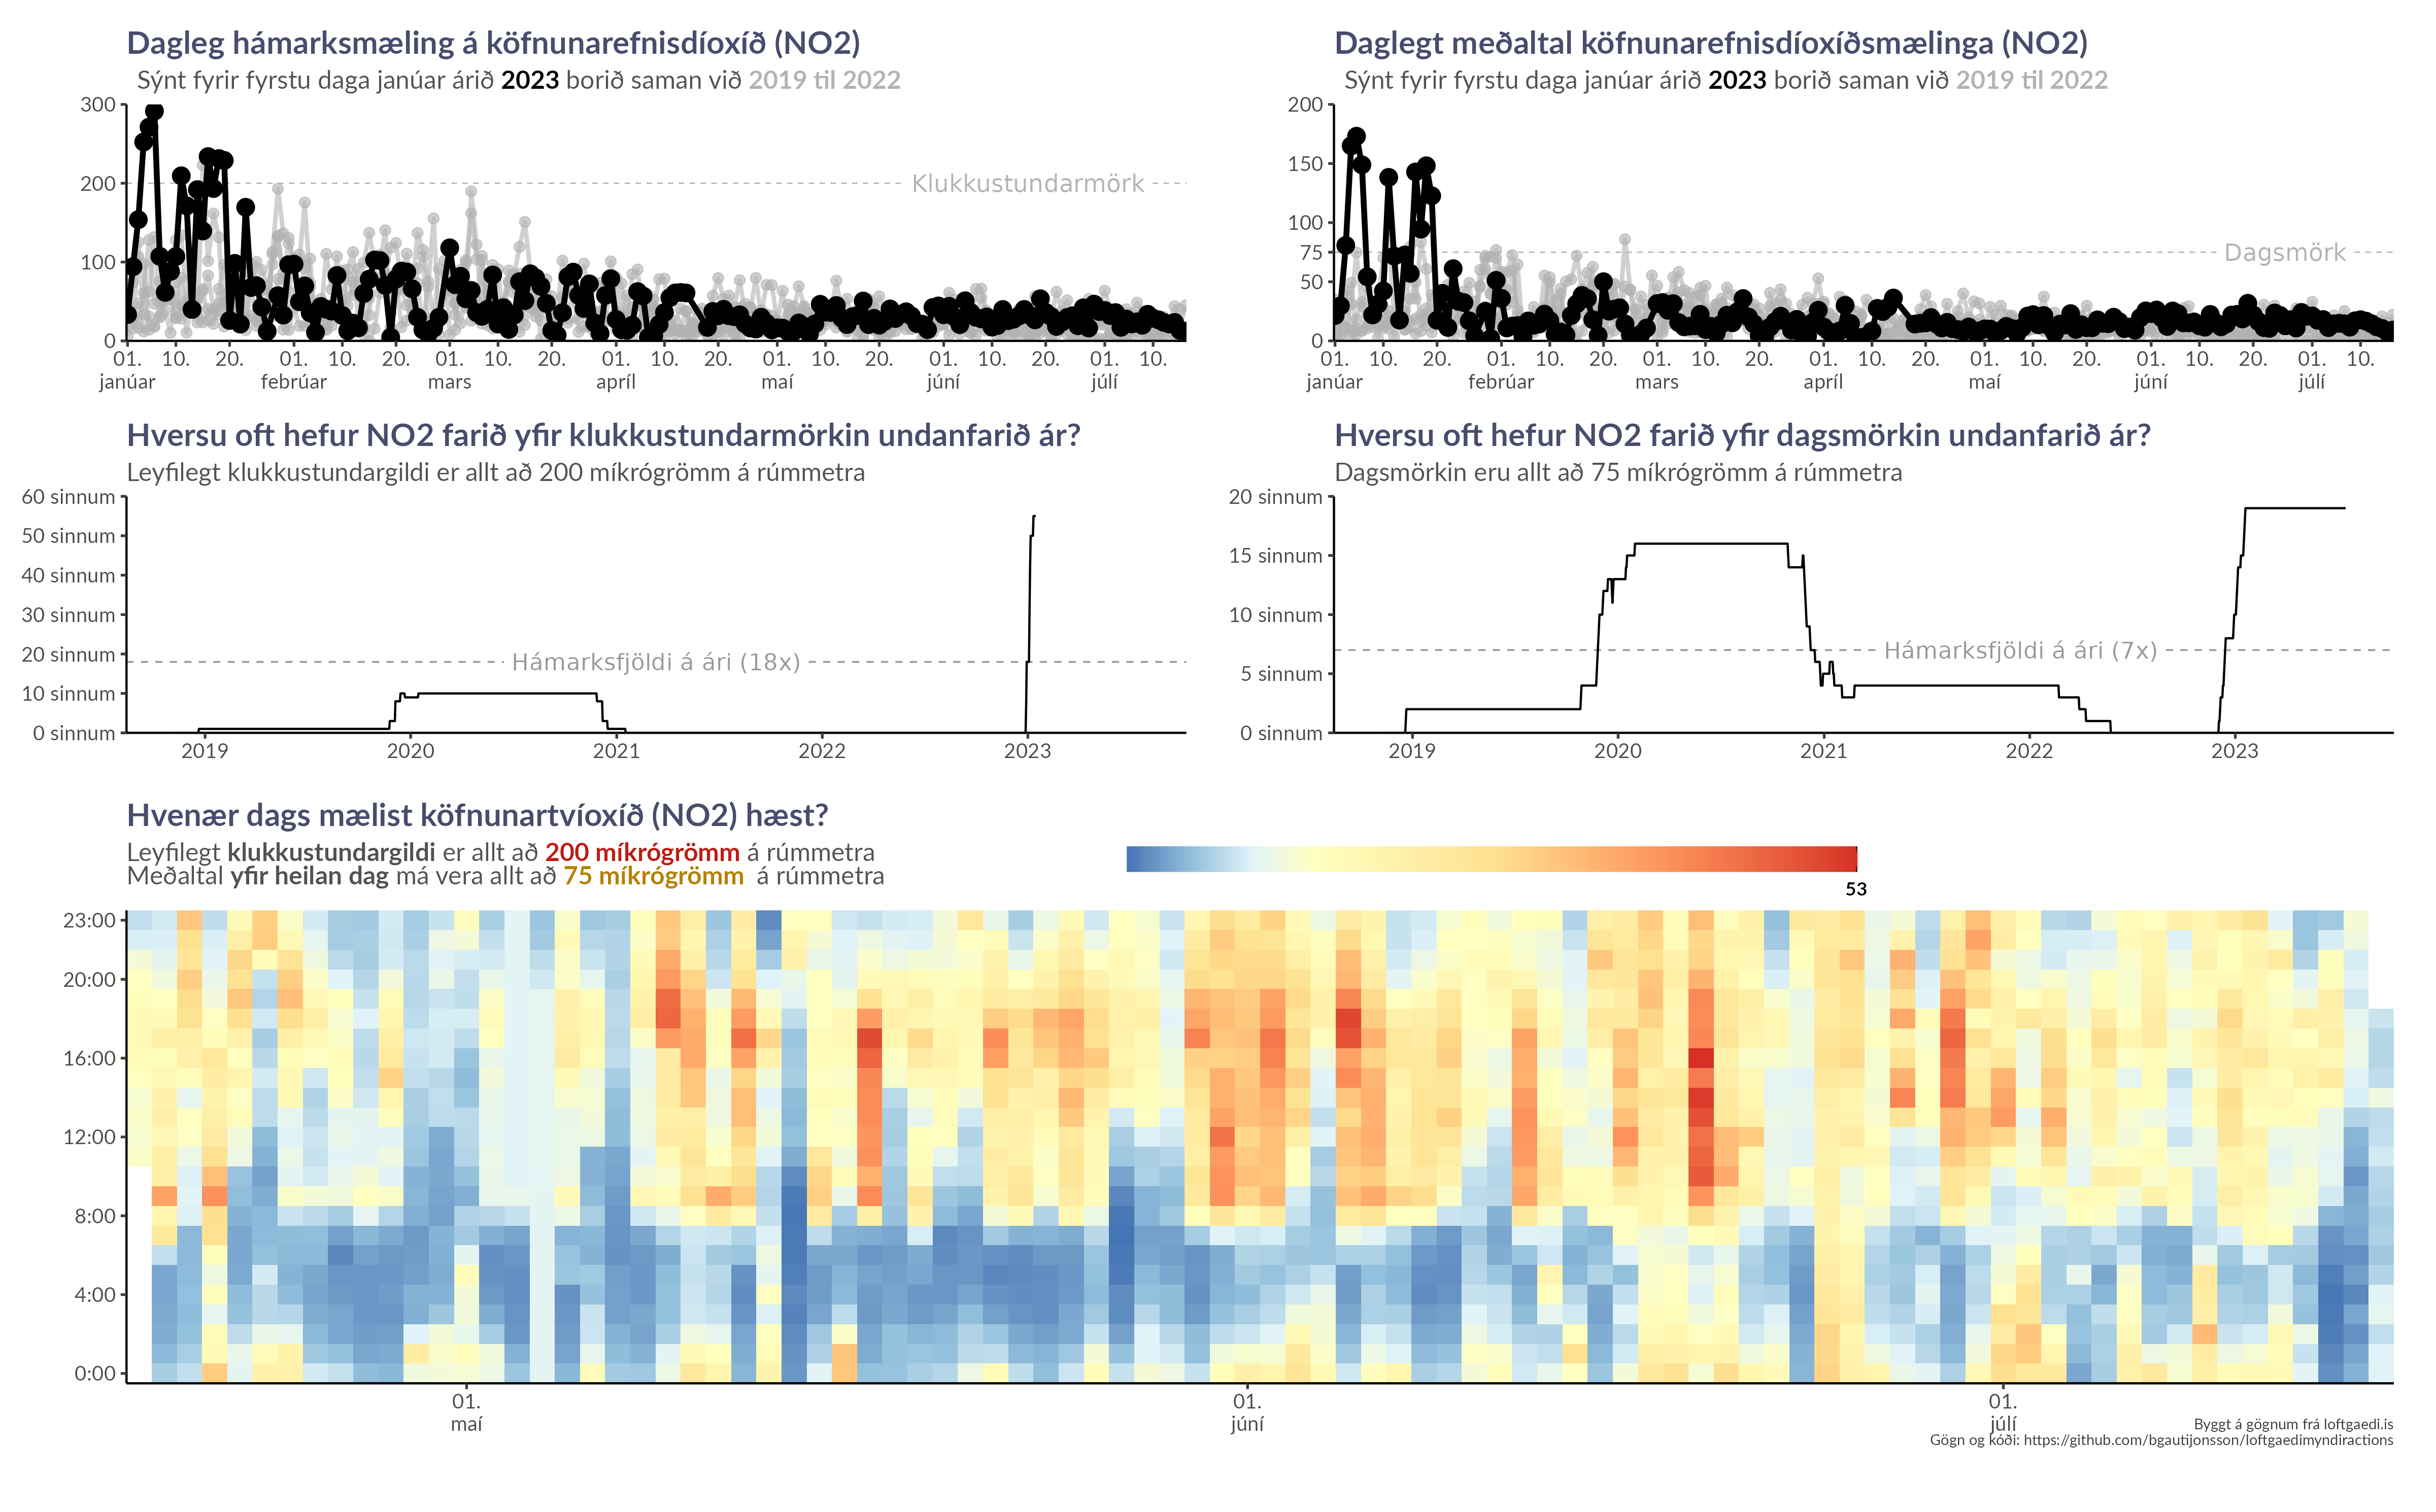 Dagleg hámarksmæling á köfnunarefnisdíoxíð (NO2)
Sýnt fyrir fyrstu daga janúar árið 2023 borið saman við 2019 til 2022
300
200
100
0
Klukkustundarmörk
01. 10. 20. 01. 10. 20. 01. 10. 20. 01. 10. 20. 01. 10. 20. 01. 10. 20. 01. 10.
janúar febrúar mars apríl maí júní júlí
Daglegt meðaltal köfnunarefnisdíoxíðsmælinga (NO2)
Sýnt fyrir fyrstu daga janúar árið 2023 borið saman við 2019 til 2022
200
150
100
75
50
0
Dagsmörk
01. 10. 20. 01. 10. 20. 01. 10. 20. 01. 10. 20. 01. 10. 20. 01. 10. 20. 01. 10.
janúar febrúar mars apríl maí júní júlí
Hversu oft hefur NO2 farið yfir klukkustundarmörkin undanfarið ár?
Leyfilegt klukkustundargildi er allt að 200 míkrógrömm á rúmmetra
60 sinnum
50 sinnum
40 sinnum
30 sinnum
20 sinnum
10 sinnum
0 sinnum
Hámarksfjöldi á ári (18x)
2019 2020 2021 2022 2023
Hversu oft hefur NO2 farið yfir dagsmörkin undanfarið ár?
Dagsmörkin eru allt að 75 míkrógrömm á rúmmetra
20 sinnum
15 sinnum
10 sinnum
5 sinnum
0 sinnum
Hámarksfjöldi á ári (7x)
2019 2020 2021 2022 2023
Hvenær dags mælist köfnunartvíoxíð (NO2) hæst?
Leyfilegt klukkustundargildi er allt að 200 míkrógrömm á rúmmetra
Meðaltal yfir heilan dag má vera allt að 75 míkrógrömm á rúmmetra
53
23:00
20:00
16:00
12:00
8:00
4:00
0:00
01. 01. 01.
maí júní júlí
Byggt á gögnum frá loftgaedi.is
Gögn og kóði: https://github.com/bgautijonsson/loftgaedimyndiractions